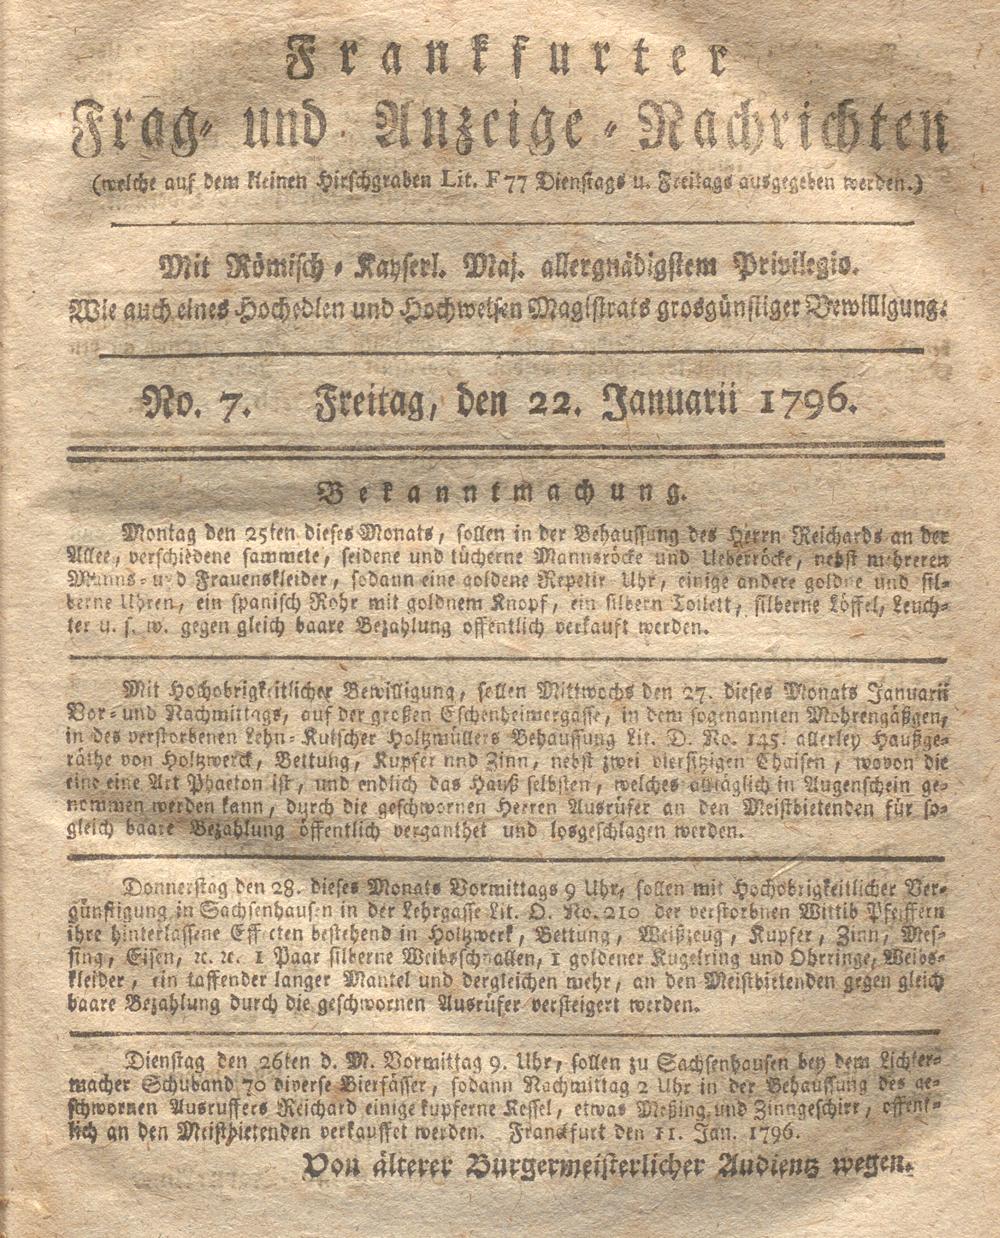 Frankfurter
Frag- und Anzeige-Nachrichten
(welche auf dem kleinen Hirschgraben Lit. F 77 Dienstags u. Freitags ausgegeben werden.)
Mit Römisch-Kayserl. Maj. allergnädigstem Privilegio.
Wie auch eines Hochedlen und Hochweisen Magistrats grosgünstiger Bewilligung.
No. 7. Freitag, den 22. Januarii 1796.
Bekanntmachung.
Montag den 25ten dieses Monats, sollen in der Behaussung des Herrn Reichards an der
Allee, verschiedene sammete, seidene und tücherne Mannsröcke und Ueberröcke, nebst mehreren
Manns- und Frauenskleider, sodann eine goldene Repetir Uhr, einige andere goldne und sil-
berne Uhren, ein spanisch Rohr mit goldnem Knopf, ein silbern Toilett, silberne Löffel, Leuch-
ter u. s. w. gegen gleich baare Bezahlung offentlich verkauft werden.
Mit Hochobrigkeitlicher Bewilligung, sollen Mittwochs den 27. dieses Monats Januarii
Vor- und Nachmittags, auf der großen Eschenheimergasse, in dem sogenannten Mohrengäßgen,
in des verstorbenen Lehn-Kutscher Holtzmüllers Behaussung Lit. D. No. 145. allerley Haußge-
räthe von Holtzwerck, Bettung, Kupfer und Zinn, nebst zwei viersitzigen Chaisen, wovon die
eine eine Art Phaeton ist, und endlich das Hauß selbsten, welches alltäglich in Augenschein ge-
nommen werden kann, durch die geschwornen Herren Ausrüfer an den Meistbietenden für so-
gleich baare Bezahlung öffentlich verganthet und losgeschlagen werden.
Donnerstag den 28. dieses Monats Vormittags 9 Uhr, sollen mit Hochobrigkeitlicher Ver-
günstigung in Sachsenhausen in der Lehrgasse Lit. O. No. 210 der verstorbnen Wittib Pfeiffern
ihre hinterlassene Effecten bestehend in Holtzwerk, Bettung, Weißzeug, Kupfer, Zinn, Mes-
sing, Eisen, ꝛc. ꝛc. 1 Paar silberne Weibsschnallen, 1 goldener Kugelring und Ohrringe, Weibs-
kleider, ein taffender langer Mantel und dergleichen mehr, an den Meistbietenden gegen gleich
baare Bezahlung durch die geschwornen Ausrüfer versteigert werden.
Dienstag den 26ten d. M. Vormittag 9. Uhr, sollen zu Sachsenhausen bey dem Lichter-
macher Schuband 70 diverse Bierfässer, sodann Nachmittag 2 Uhr in der Behaussung des ge-
schwornen Ausruffers Reichard einige kupferne Kessel, etwas Meßing und Zinngeschirr, offent-
lich an den Meistbietenden verkauffet werden. Frankfurt den 11. Jan. 1796.
Von älterer Burgermeisterlicher Audientz wegen.